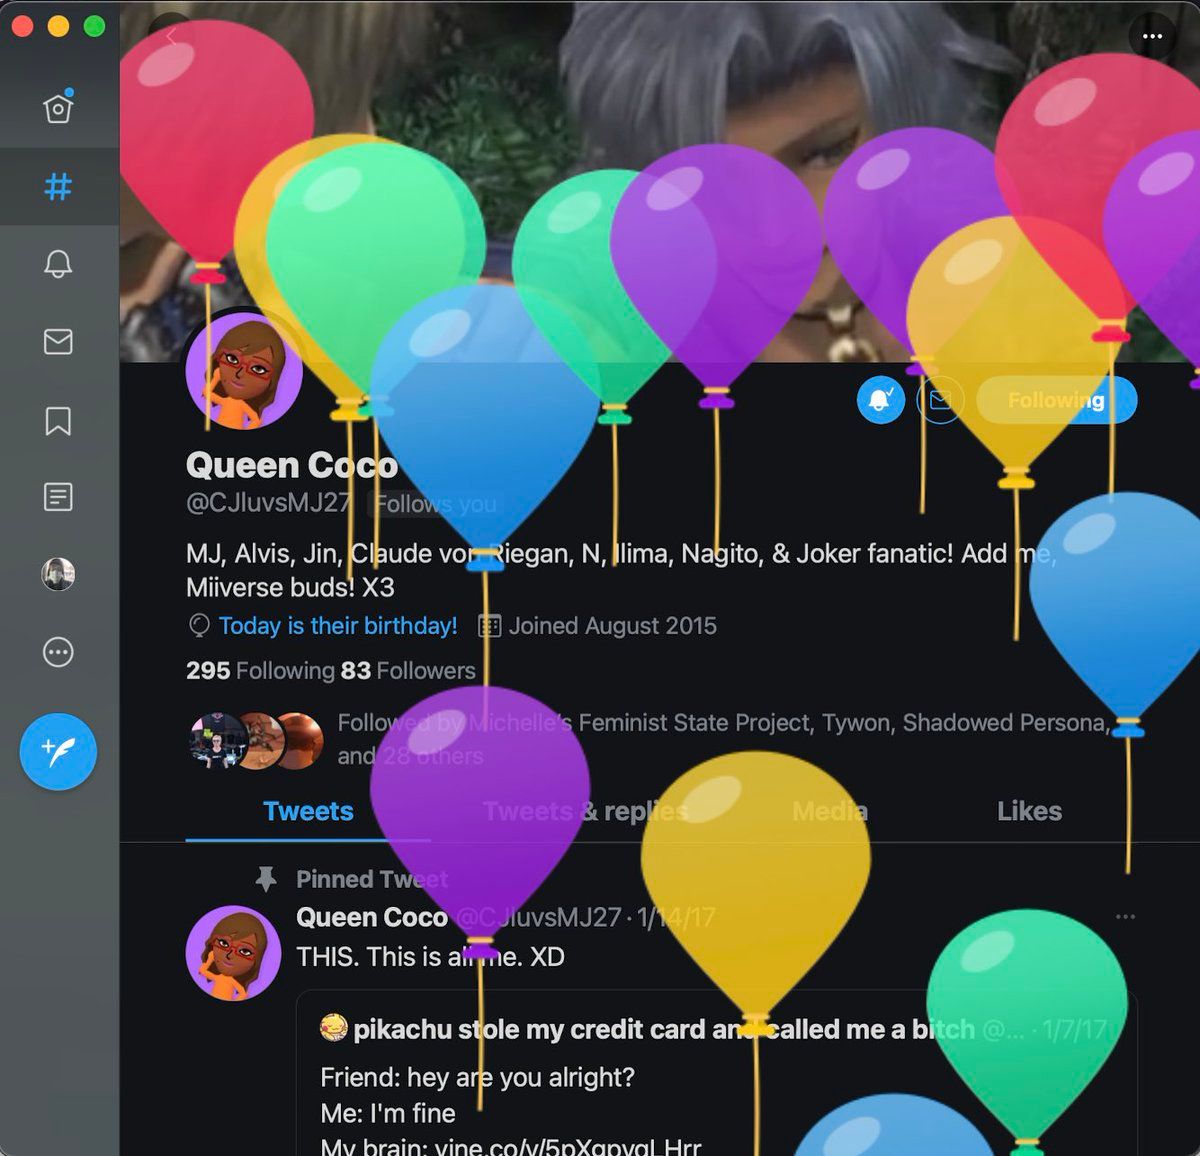 Following
Queen Coco
@CJluvsMJ27 Follows you
MJ, Alvis, Jin, Claude von Riegan, N, Ilima, Nagito, & Joker fanatic! Add me,
Miiverse buds! X3
Today is their birthday! Joined August 2015
295 Following 83 Followers
Followed by Michelle's Feminist State Project, Tywon, Shadowed Persona,
and 28 others
Tweets Tweets & replies Media Likes
Pinned Tweet
Queen Coco @CJluvsMJ27 · 1/14/17
THIS. This is all me. XD
pikachu stole my credit card and called me a bitch @... · 1/7/17
Friend: hey are you alright?
Me: I'm fine
My brain: